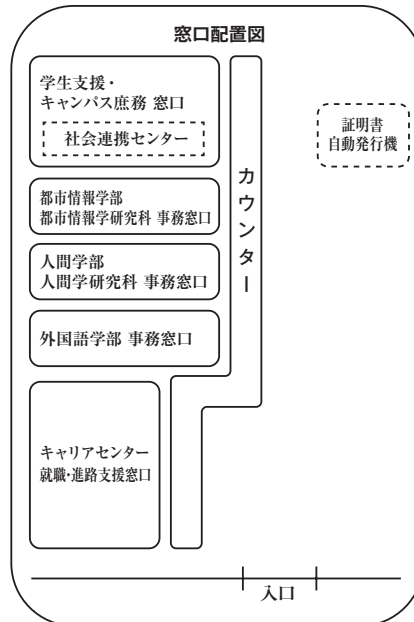 窓口配置図
学生支援・
キャンパス庶務 窓口
社会連携センター
証明書
自動発行機
都市情報学部
都市情報学研究科 事務窓口
カウンター
人間学部
人間学研究科 事務窓口
外国語学部 事務窓口
キャリアセンター
就職・進路支援窓口
入口